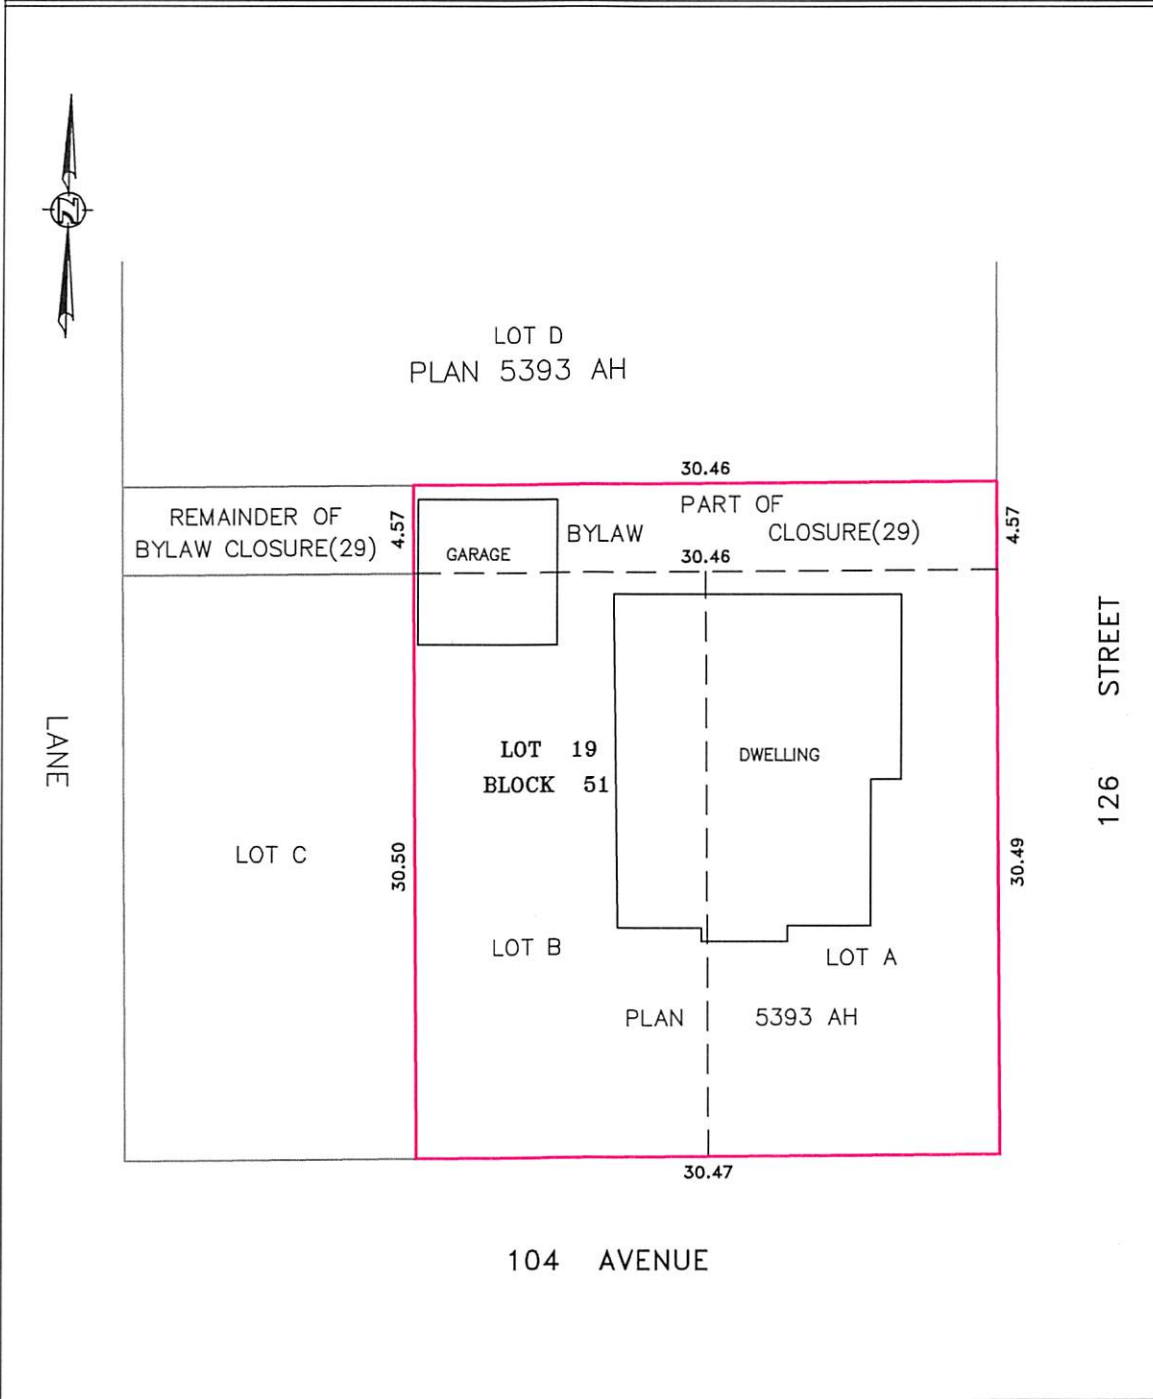 N
LOT D
PLAN 5393 AH
30.46
REMAINDER OF
BYLAW CLOSURE(29)
4.57
GARAGE
BYLAW
PART OF
CLOSURE(29)
30.46
4.57
126 STREET
LANE
LOT 19
BLOCK 51
DWELLING
LOT C
30.50
30.49
LOT B
LOT A
PLAN 5393 AH
30.47
104 AVENUE